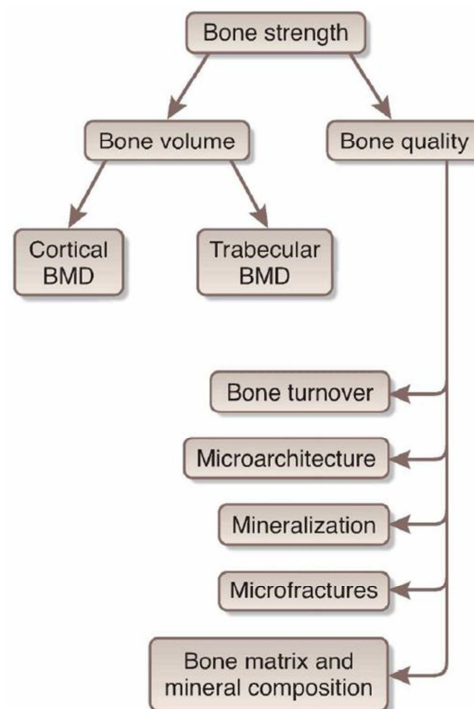 Bone strength
Bone volume
Bone quality
Cortical
BMD
Trabecular
BMD
Bone turnover
Microarchitecture
Mineralization
Microfractures
Bone matrix and
mineral composition